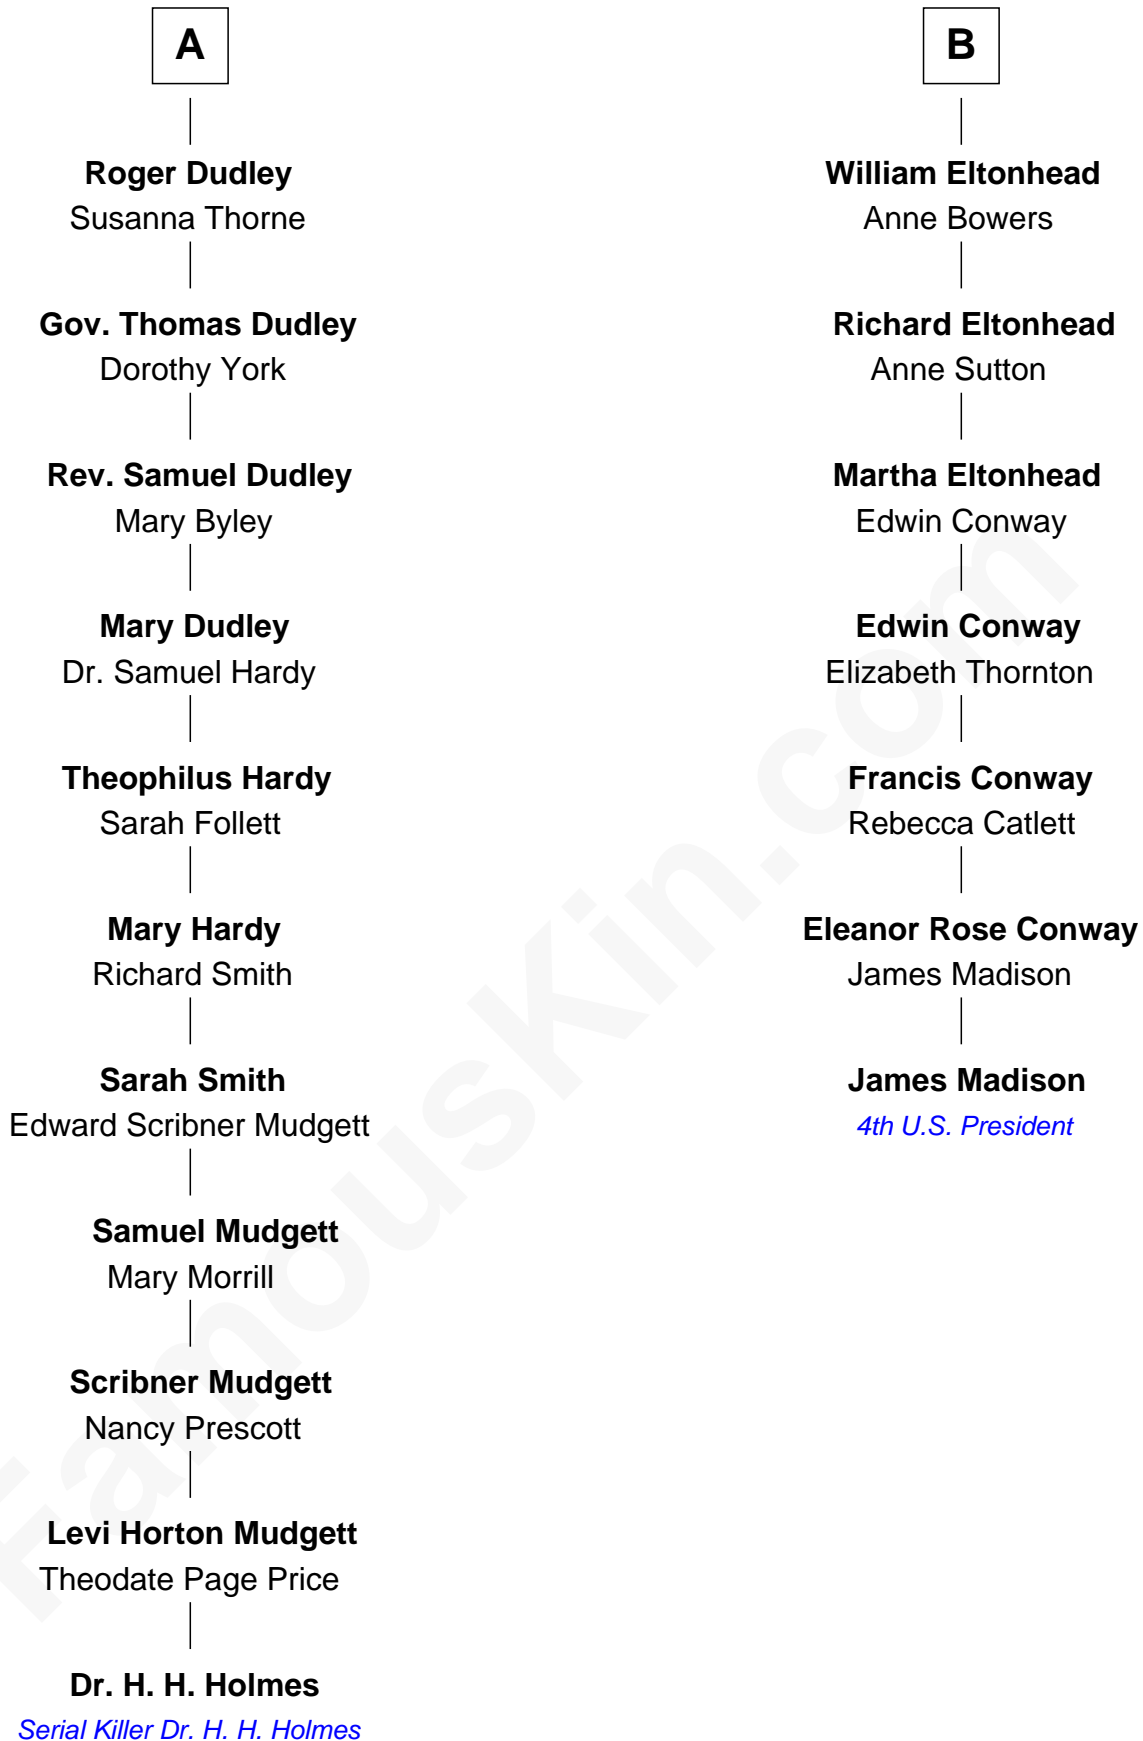 A
Roger Dudley
Susanna Thorne
Gov. Thomas Dudley
Dorothy York
Rev. Samuel Dudley
Mary Byley
Mary Dudley
Dr. Samuel Hardy
Theophilus Hardy
Sarah Follett
Mary Hardy
Richard Smith
Sarah Smith
Edward Scribner Mudgett
Samuel Mudgett
Mary Morrill
Scribner Mudgett
Nancy Prescott
Levi Horton Mudgett
Theodate Page Price
Dr. H. H. Holmes
Serial Killer Dr. H. H. Holmes
B
William Eltonhead
Anne Bowers
Richard Eltonhead
Anne Sutton
Martha Eltonhead
Edwin Conway
Edwin Conway
Elizabeth Thornton
Francis Conway
Rebecca Catlett
Eleanor Rose Conway
James Madison
James Madison
4th U.S. President
FamousKin.com